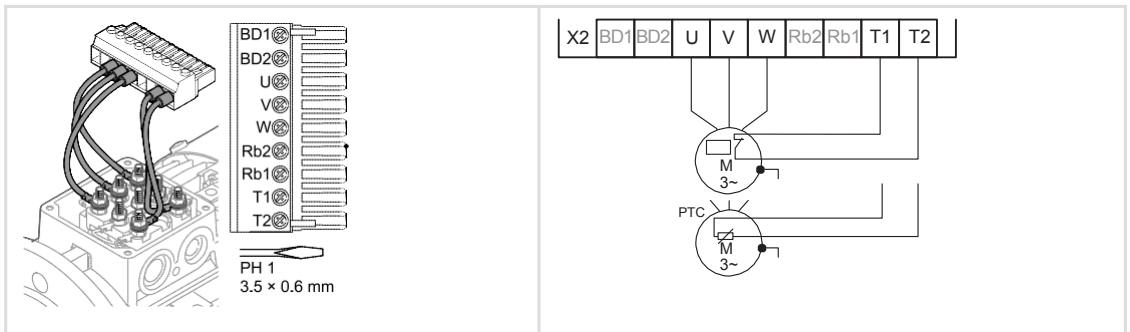 BD1
BD2
U
V
W
Rb2
Rb1
T1
T2
PH 1
3.5 × 0.6 mm
X2 BD1 BD2 U V W Rb2 Rb1 T1 T2
M
3~
PTC
M
3~